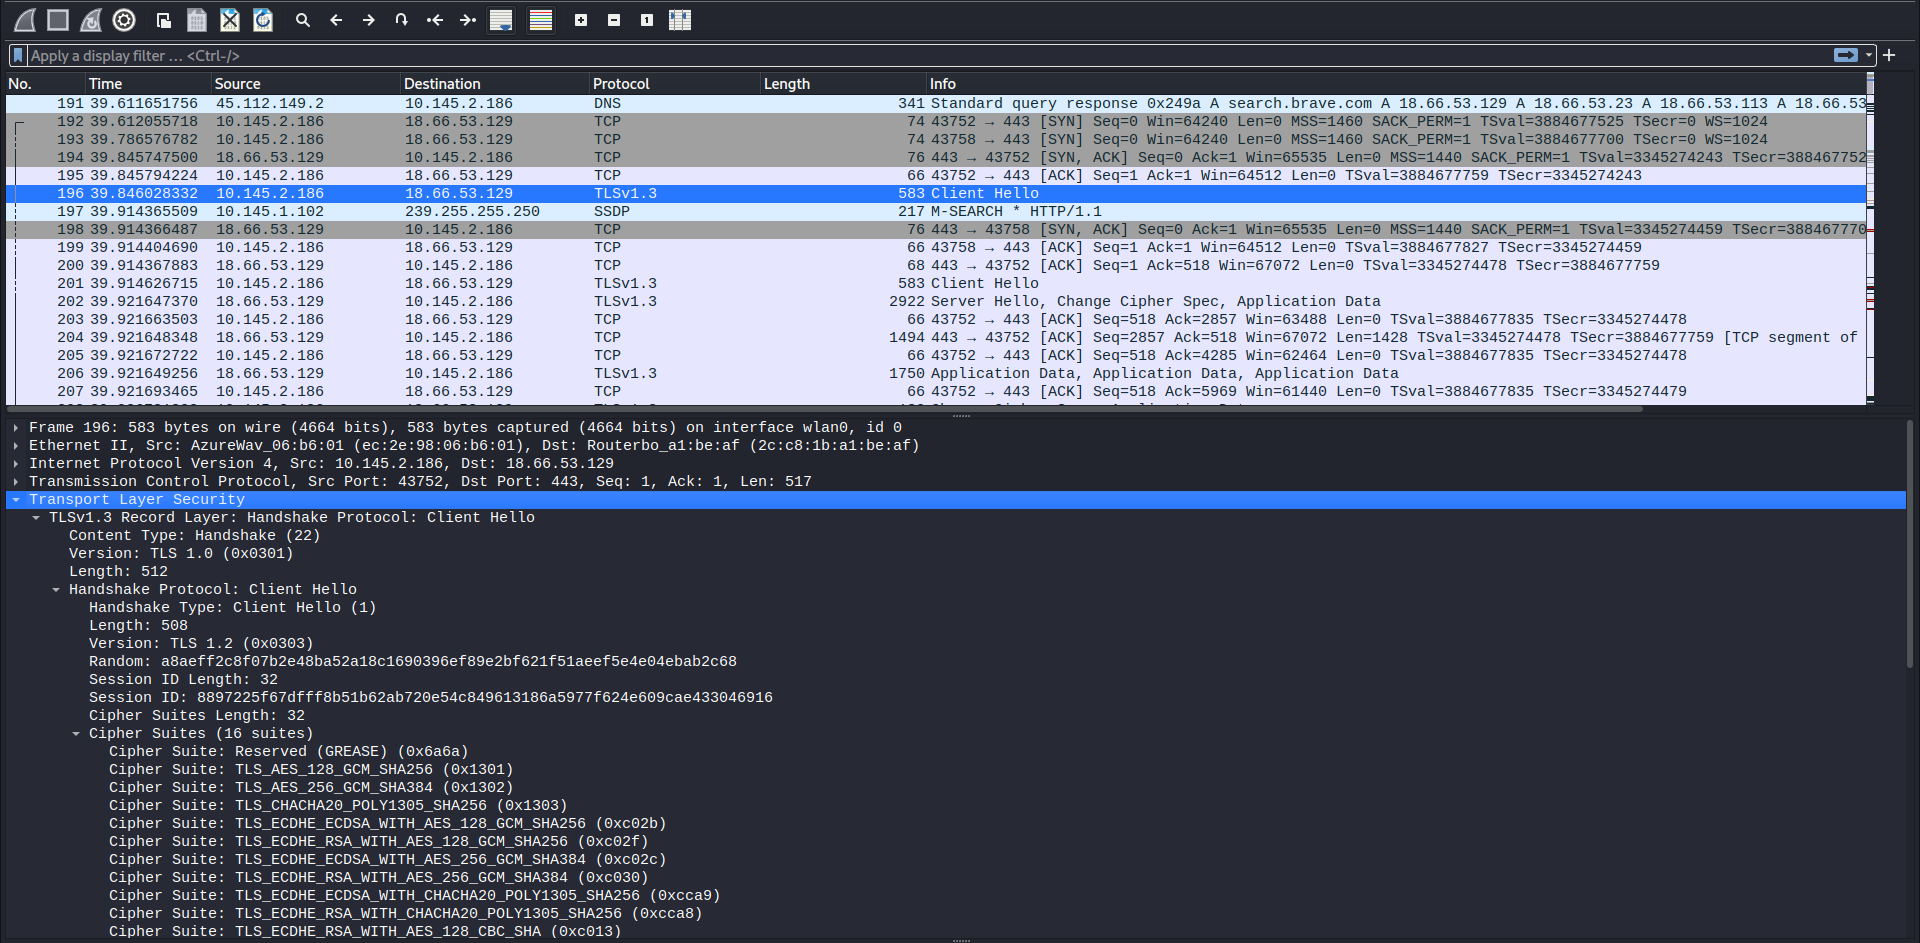 Apply a display filter … <Ctrl-/>
No. Time Source Destination Protocol Length Info
191 39.611651756 45.112.149.2 10.145.2.186 DNS 341 Standard query response 0x249a A search.brave.com A 18.66.53.129 A 18.66.53.23 A 18.66.53.113 A 18.66.53
192 39.612055718 10.145.2.186 18.66.53.129 TCP 74 43752 → 443 [SYN] Seq=0 Win=64240 Len=0 MSS=1460 SACK_PERM=1 TSval=3884677525 TSecr=0 WS=1024
193 39.786576782 10.145.2.186 18.66.53.129 TCP 74 43758 → 443 [SYN] Seq=0 Win=64240 Len=0 MSS=1460 SACK_PERM=1 TSval=3884677700 TSecr=0 WS=1024
194 39.845747500 18.66.53.129 10.145.2.186 TCP 76 443 → 43752 [SYN, ACK] Seq=0 Ack=1 Win=65535 Len=0 MSS=1440 SACK_PERM=1 TSval=3345274243 TSecr=388467752
195 39.845794224 10.145.2.186 18.66.53.129 TCP 66 43752 → 443 [ACK] Seq=1 Ack=1 Win=64512 Len=0 TSval=3884677759 TSecr=3345274243
196 39.846028332 10.145.2.186 18.66.53.129 TLSv1.3 583 Client Hello
197 39.914365509 10.145.1.102 239.255.255.250 SSDP 217 M-SEARCH * HTTP/1.1
198 39.914366487 18.66.53.129 10.145.2.186 TCP 76 443 → 43758 [SYN, ACK] Seq=0 Ack=1 Win=65535 Len=0 MSS=1440 SACK_PERM=1 TSval=3345274459 TSecr=388467770
199 39.914404690 10.145.2.186 18.66.53.129 TCP 66 43758 → 443 [ACK] Seq=1 Ack=1 Win=64512 Len=0 TSval=3884677827 TSecr=3345274459
200 39.914367883 18.66.53.129 10.145.2.186 TCP 68 443 → 43752 [ACK] Seq=1 Ack=518 Win=67072 Len=0 TSval=3345274478 TSecr=3884677759
201 39.914626715 10.145.2.186 18.66.53.129 TLSv1.3 583 Client Hello
202 39.921647370 18.66.53.129 10.145.2.186 TLSv1.3 2922 Server Hello, Change Cipher Spec, Application Data
203 39.921663503 10.145.2.186 18.66.53.129 TCP 66 43752 → 443 [ACK] Seq=518 Ack=2857 Win=63488 Len=0 TSval=3884677835 TSecr=3345274478
204 39.921648348 18.66.53.129 10.145.2.186 TCP 1494 443 → 43752 [ACK] Seq=2857 Ack=518 Win=67072 Len=1428 TSval=3345274478 TSecr=3884677759 [TCP segment of
205 39.921672722 10.145.2.186 18.66.53.129 TCP 66 43752 → 443 [ACK] Seq=518 Ack=4285 Win=62464 Len=0 TSval=3884677835 TSecr=3345274478
206 39.921649256 18.66.53.129 10.145.2.186 TLSv1.3 1750 Application Data, Application Data, Application Data
207 39.921693465 10.145.2.186 18.66.53.129 TCP 66 43752 → 443 [ACK] Seq=518 Ack=5969 Win=61440 Len=0 TSval=3884677835 TSecr=3345274479
Frame 196: 583 bytes on wire (4664 bits), 583 bytes captured (4664 bits) on interface wlan0, id 0
Ethernet II, Src: AzureWav_06:b6:01 (ec:2e:98:06:b6:01), Dst: Routerbo_a1:be:af (2c:c8:1b:a1:be:af)
Internet Protocol Version 4, Src: 10.145.2.186, Dst: 18.66.53.129
Transmission Control Protocol, Src Port: 43752, Dst Port: 443, Seq: 1, Ack: 1, Len: 517
Transport Layer Security
TLSv1.3 Record Layer: Handshake Protocol: Client Hello
Content Type: Handshake (22)
Version: TLS 1.0 (0x0301)
Length: 512
Handshake Protocol: Client Hello
Handshake Type: Client Hello (1)
Length: 508
Version: TLS 1.2 (0x0303)
Random: a8aeff2c8f07b2e48ba52a18c1690396ef89e2bf621f51aeef5e4e04ebab2c68
Session ID Length: 32
Session ID: 8897225f67dfff8b51b62ab720e54c849613186a5977f624e609cae433046916
Cipher Suites Length: 32
Cipher Suites (16 suites)
Cipher Suite: Reserved (GREASE) (0x6a6a)
Cipher Suite: TLS_AES_128_GCM_SHA256 (0x1301)
Cipher Suite: TLS_AES_256_GCM_SHA384 (0x1302)
Cipher Suite: TLS_CHACHA20_POLY1305_SHA256 (0x1303)
Cipher Suite: TLS_ECDHE_ECDSA_WITH_AES_128_GCM_SHA256 (0xc02b)
Cipher Suite: TLS_ECDHE_RSA_WITH_AES_128_GCM_SHA256 (0xc02f)
Cipher Suite: TLS_ECDHE_ECDSA_WITH_AES_256_GCM_SHA384 (0xc02c)
Cipher Suite: TLS_ECDHE_RSA_WITH_AES_256_GCM_SHA384 (0xc030)
Cipher Suite: TLS_ECDHE_ECDSA_WITH_CHACHA20_POLY1305_SHA256 (0xcca9)
Cipher Suite: TLS_ECDHE_RSA_WITH_CHACHA20_POLY1305_SHA256 (0xcca8)
Cipher Suite: TLS_ECDHE_RSA_WITH_AES_128_CBC_SHA (0xc013)